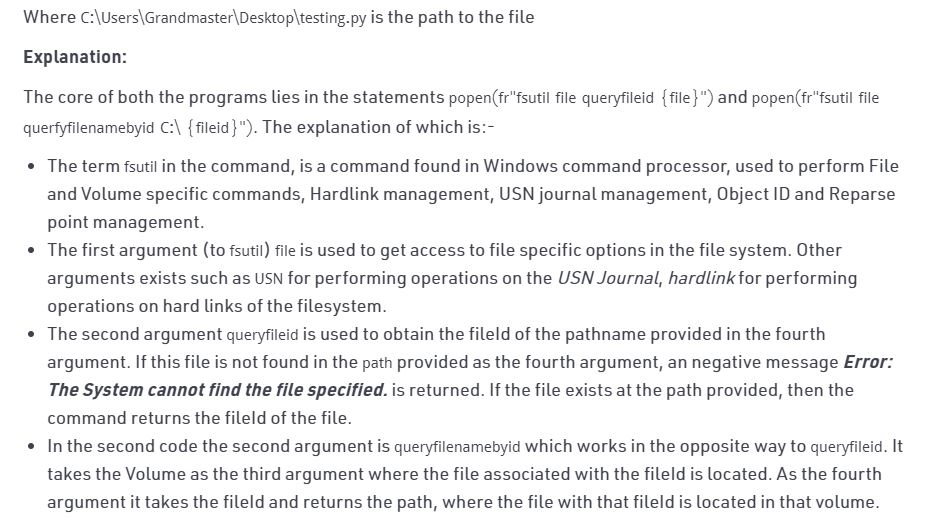 Where C:\Users\Grandmaster\Desktop\testing.py is the path to the file
Explanation:
The core of both the programs lies in the statements popen(fr"fsutil file queryfileid {file}") and popen(fr"fsutil file
querfyfilenamebyid C:\ {fileid}"). The explanation of which is:-
• The term fsutil in the command, is a command found in Windows command processor, used to perform File
and Volume specific commands, Hardlink management, USN journal management, Object ID and Reparse
point management.
• The first argument (to fsutil) file is used to get access to file specific options in the file system. Other
arguments exists such as USN for performing operations on the USN Journal, hardlink for performing
operations on hard links of the filesystem.
• The second argument queryfileid is used to obtain the fileId of the pathname provided in the fourth
argument. If this file is not found in the path provided as the fourth argument, an negative message Error:
The System cannot find the file specified. is returned. If the file exists at the path provided, then the
command returns the fileId of the file.
• In the second code the second argument is queryfilenamebyid which works in the opposite way to queryfileid. It
takes the Volume as the third argument where the file associated with the fileId is located. As the fourth
argument it takes the fileId and returns the path, where the file with that fileId is located in that volume.